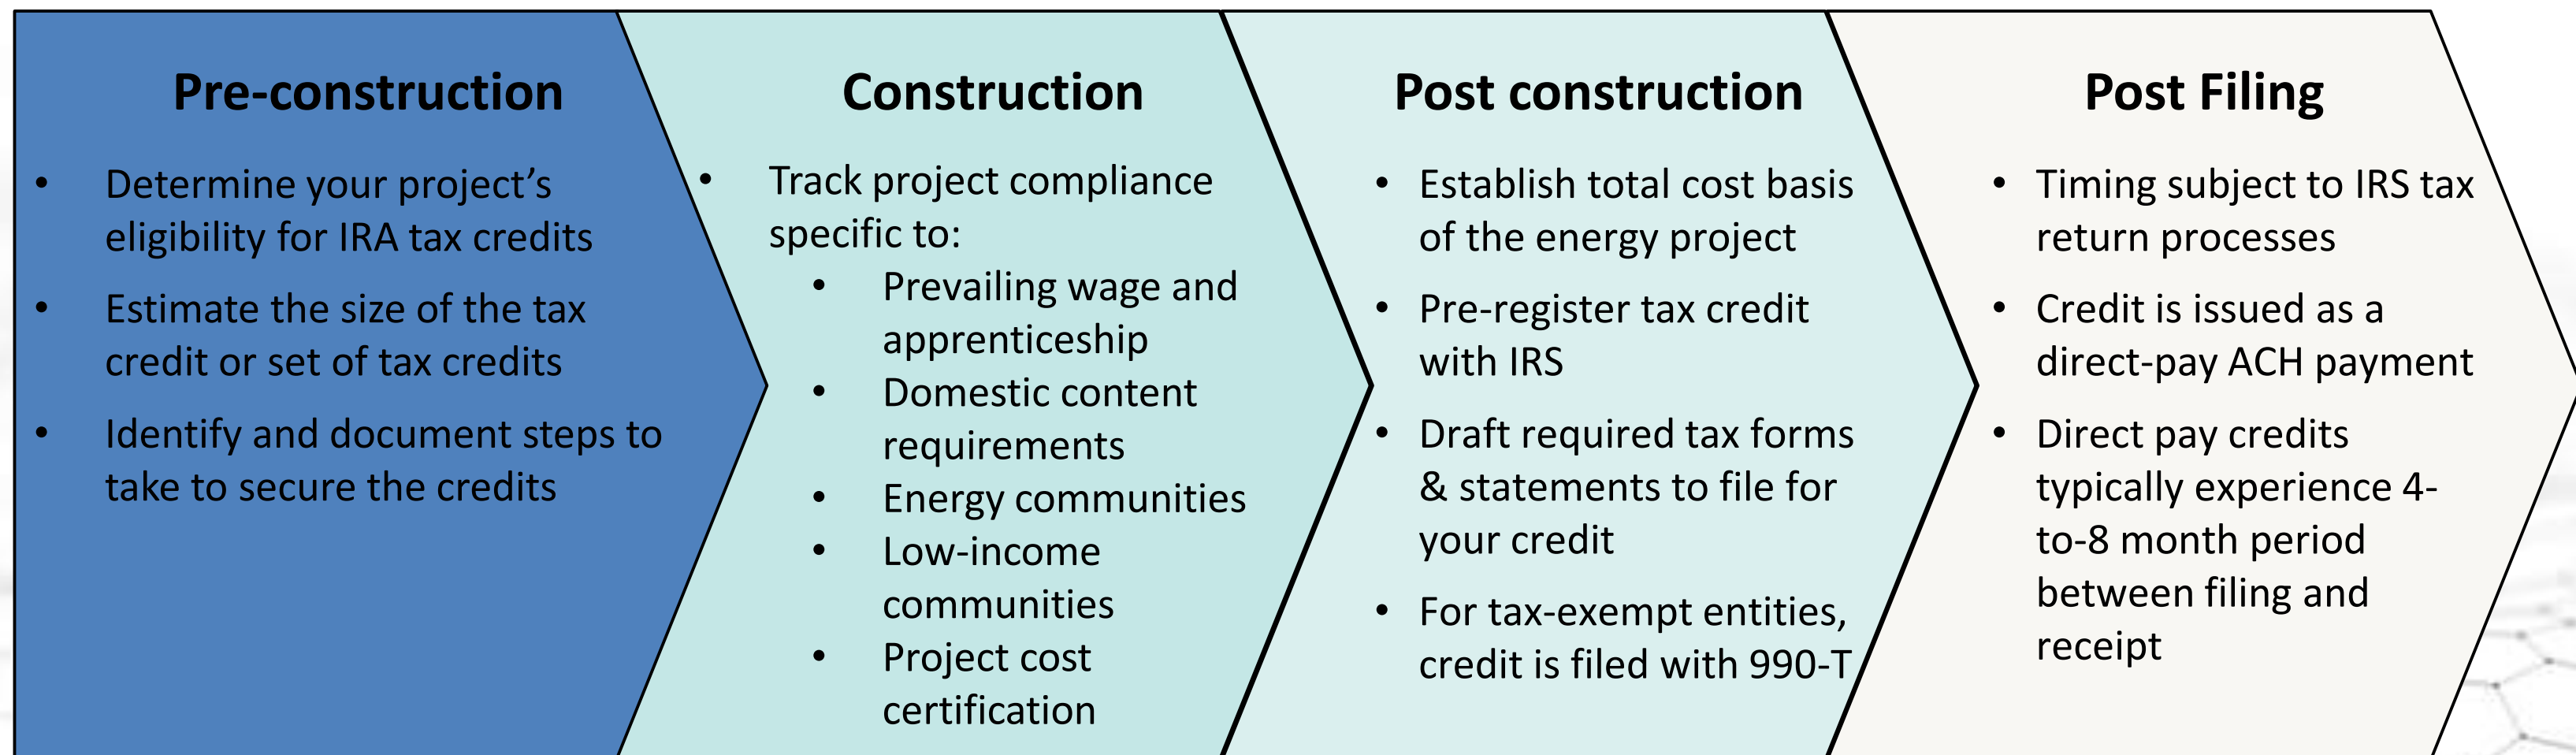 Pre-construction
• Determine your project’s
eligibility for IRA tax credits
• Estimate the size of the tax
credit or set of tax credits
• Identify and document steps to
take to secure the credits
Construction
• Track project compliance
specific to:
• Prevailing wage and
apprenticeship
• Domestic content
requirements
• Energy communities
• Low-income
communities
• Project cost
certification
Post construction
• Establish total cost basis
of the energy project
• Pre-register tax credit
with IRS
• Draft required tax forms
& statements to file for
your credit
• For tax-exempt entities,
credit is filed with 990-T
Post Filing
• Timing subject to IRS tax
return processes
• Credit is issued as a
direct-pay ACH payment
• Direct pay credits
typically experience 4-
to-8 month period
between filing and
receipt